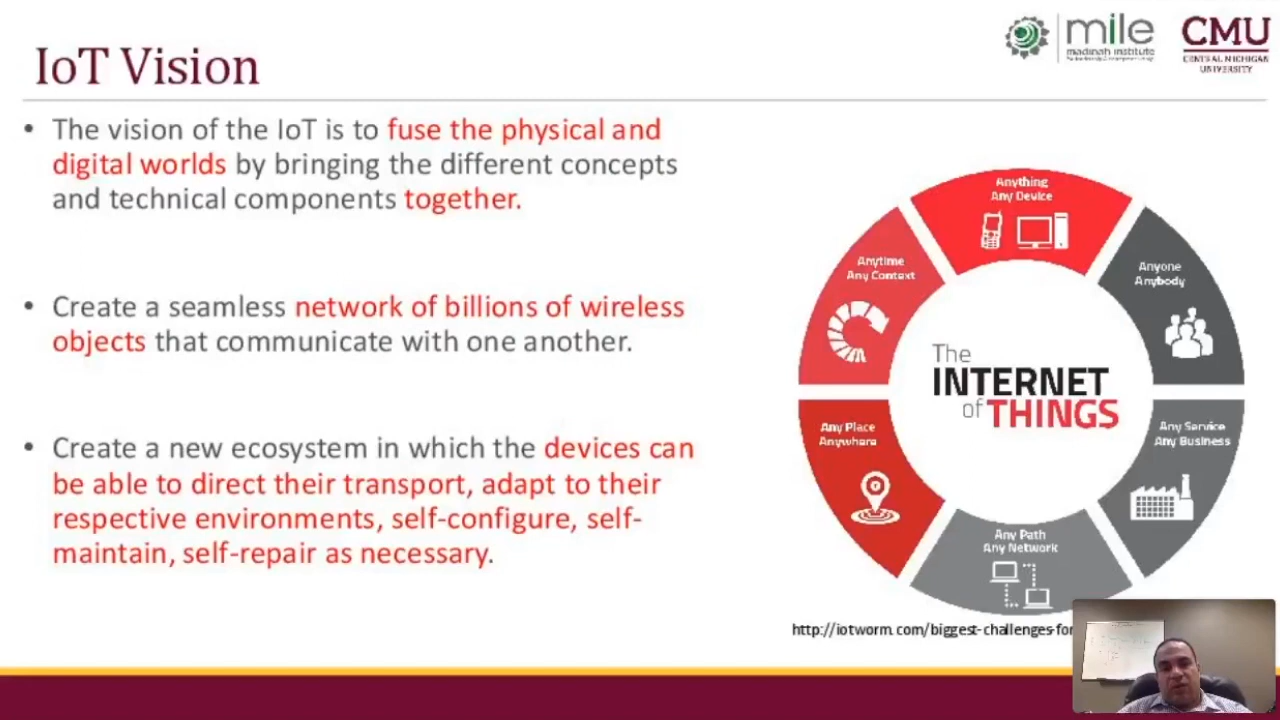 IoT Vision
mile
madinah institute
CMU
CENTRAL MICHIGAN
UNIVERSITY
• The vision of the IoT is to fuse the physical and
digital worlds by bringing the different concepts
and technical components together.
• Create a seamless network of billions of wireless
objects that communicate with one another.
• Create a new ecosystem in which the devices can
be able to direct their transport, adapt to their
respective environments, self-configure, self-
maintain, self-repair as necessary.
Anything
Any Device
Anyone
Anybody
Any Service
Any Business
Any Path
Any Network
Any Place
Anywhere
Anytime
Any Context
The
INTERNET
of THINGS
http://iotworm.com/biggest-challenges-for